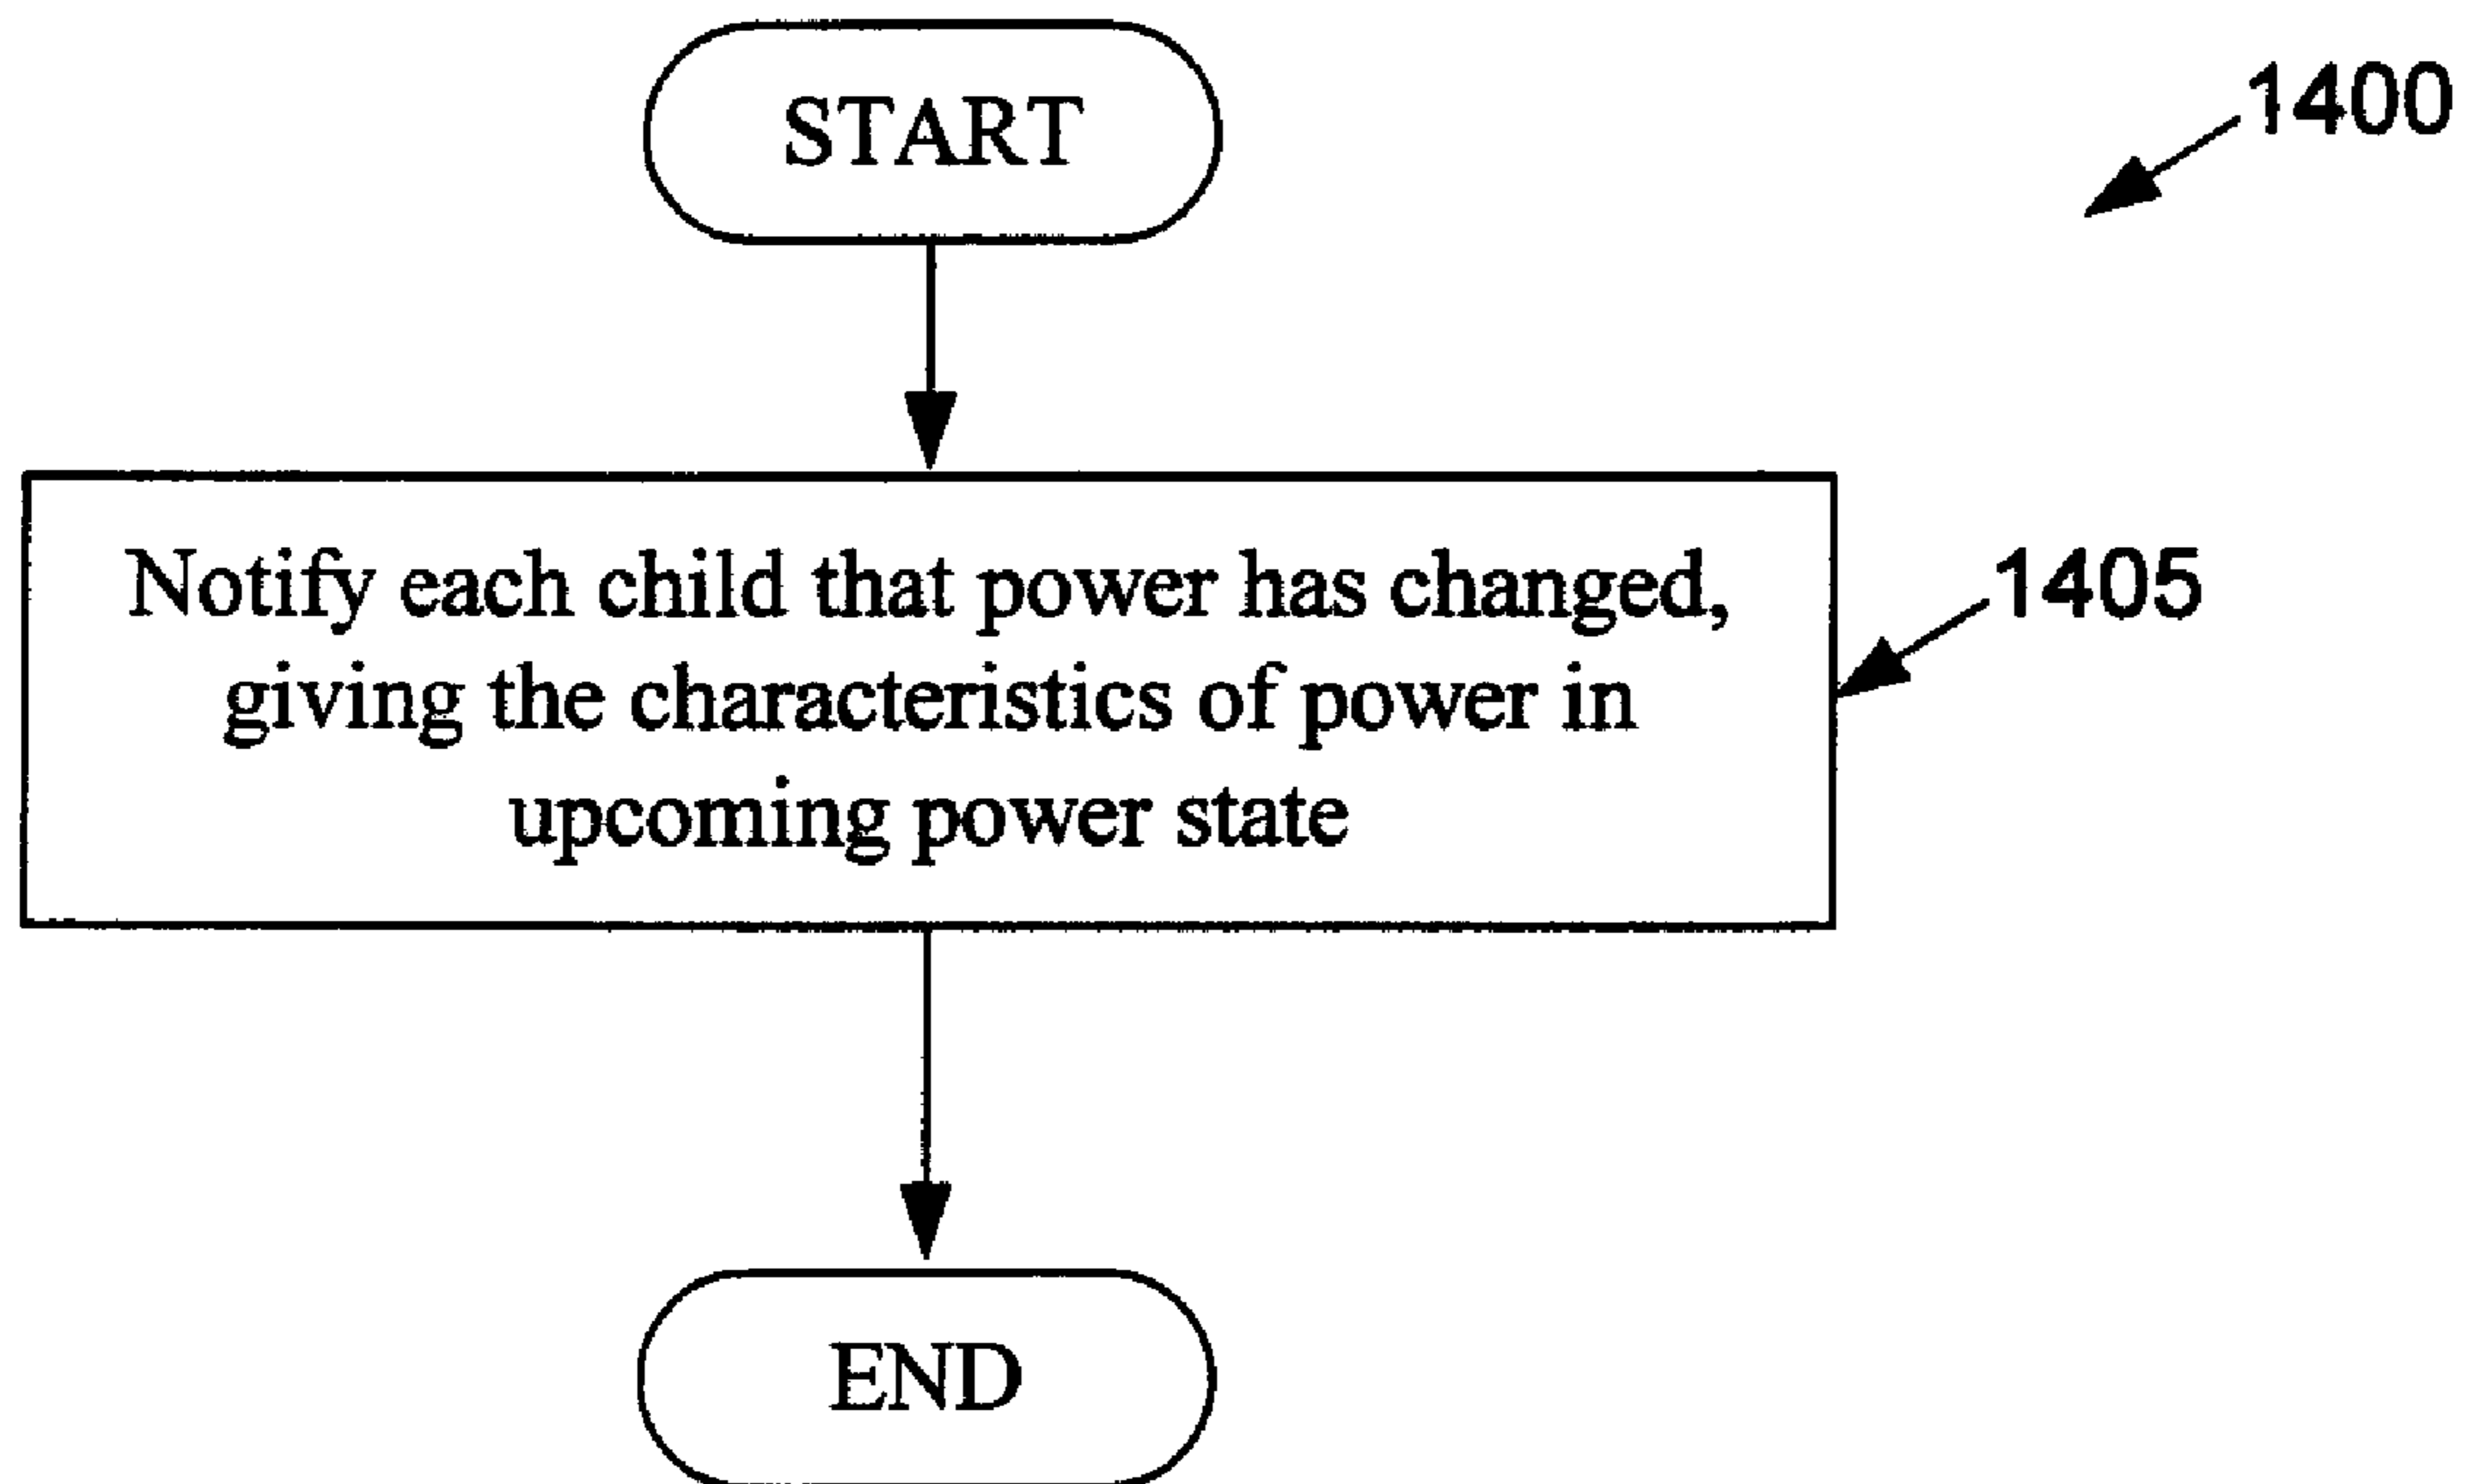 START
1400
Notify each child that power has changed,
giving the characteristics of power in
upcoming power state
1405
END